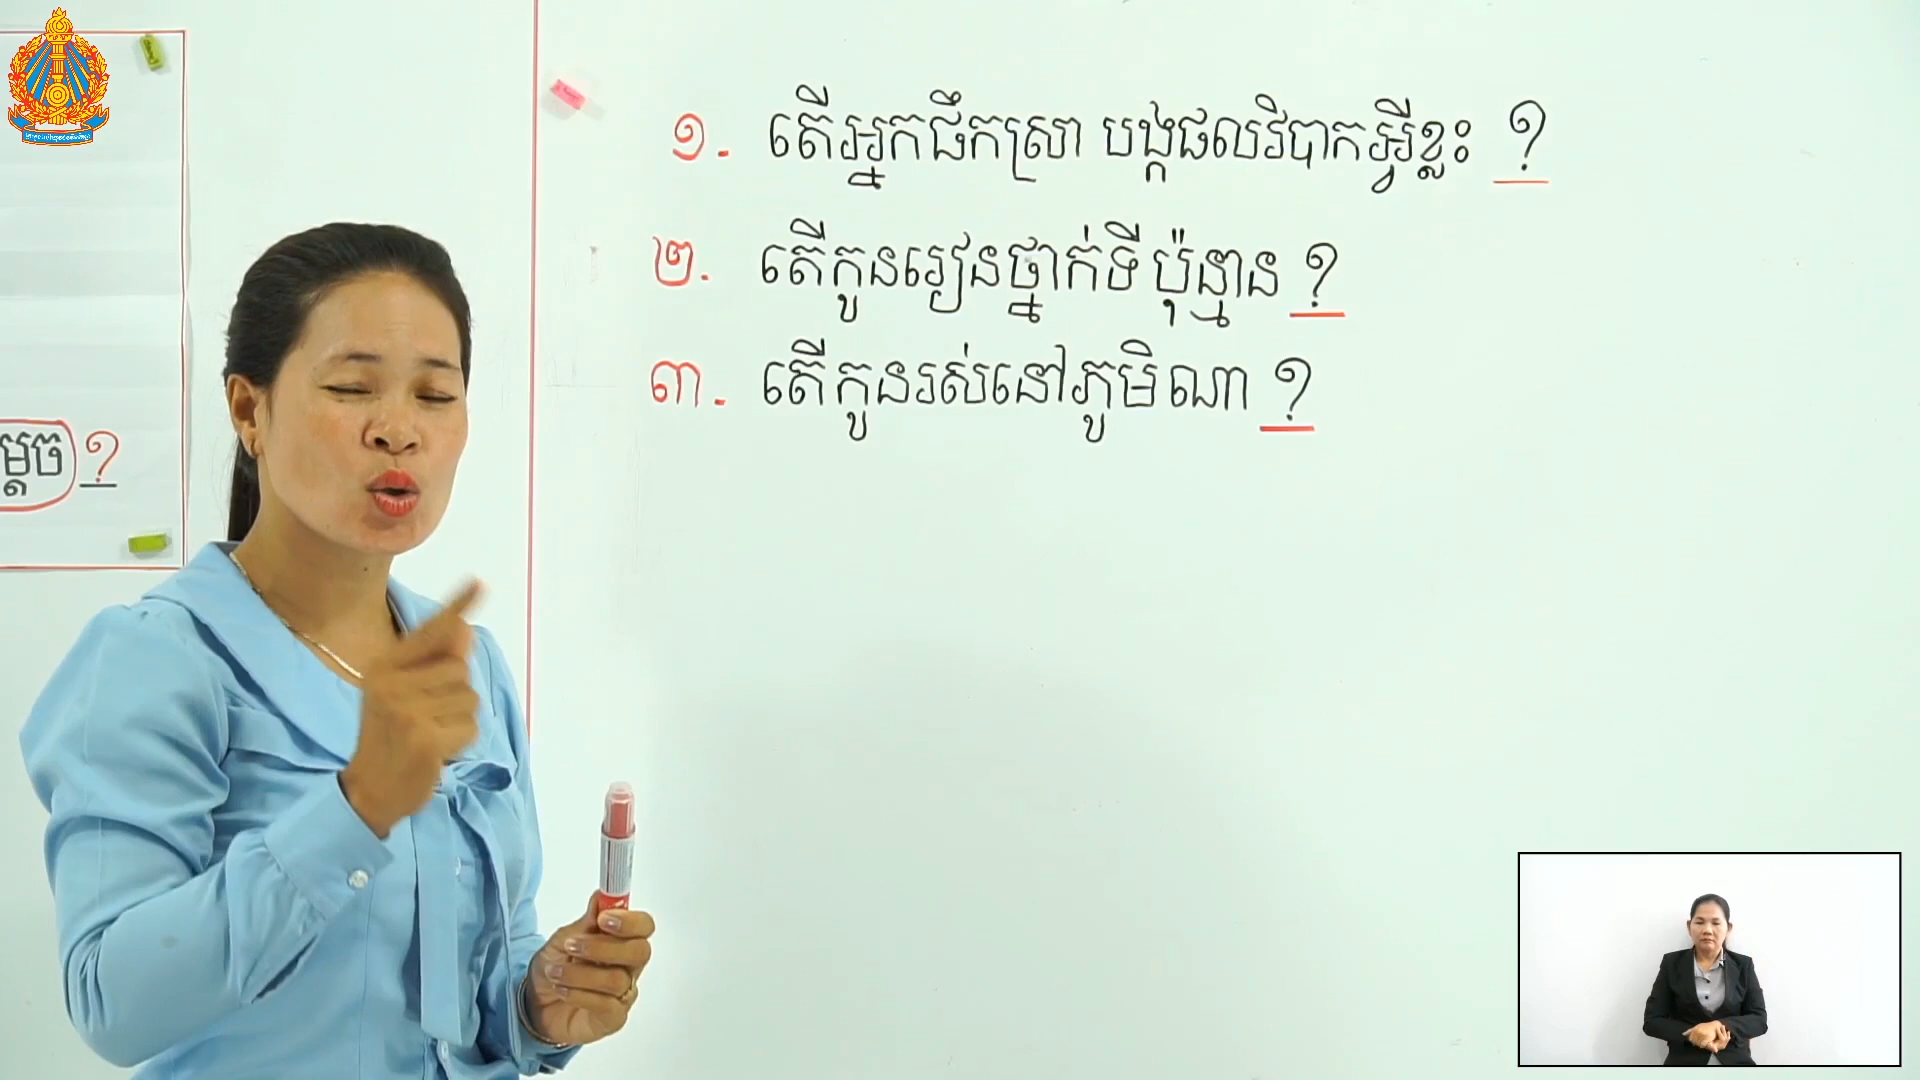 ១. តើអ្នកផឹកស្រា បង្កផលវិបាកអ្វីខ្លះ ?
២. តើកូនរៀនថ្នាក់ទី ប៉ុន្មាន ?
៣. តើកូនរស់នៅភូមិណា ?
ម្តេច ?